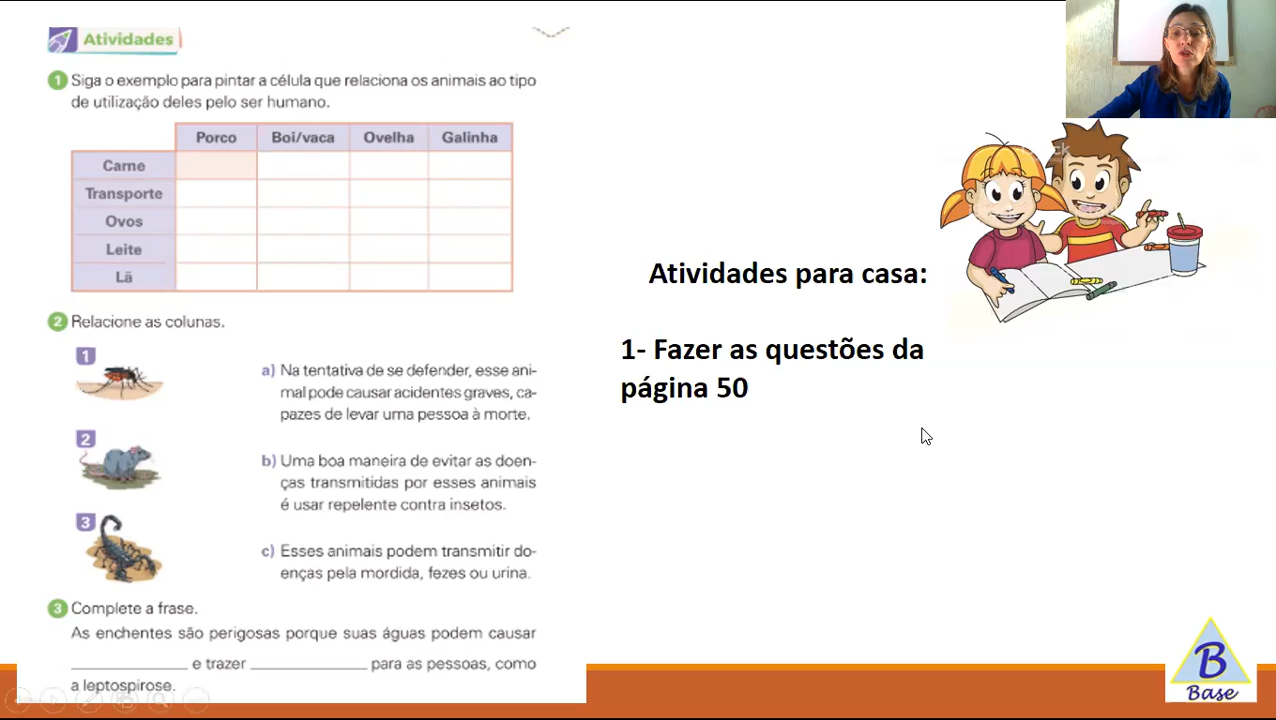 Atividades
1 Siga o exemplo para pintar a célula que relaciona os animais ao tipo
de utilização deles pelo ser humano.
Porco Boi/vaca Ovelha Galinha
Carne
Transporte
Ovos
Leite
Lã
2 Relacione as colunas.
1
a) Na tentativa de se defender, esse ani-
mal pode causar acidentes graves, ca-
pazes de levar uma pessoa à morte.
2
b) Uma boa maneira de evitar as doen-
ças transmitidas por esses animais
é usar repelente contra insetos.
3
c) Esses animais podem transmitir do-
enças pela mordida, fezes ou urina.
3 Complete a frase.
As enchentes são perigosas porque suas águas podem causar
____________ e trazer ____________ para as pessoas, como
a leptospirose.
Atividades para casa:
1- Fazer as questões da
página 50
B
Base